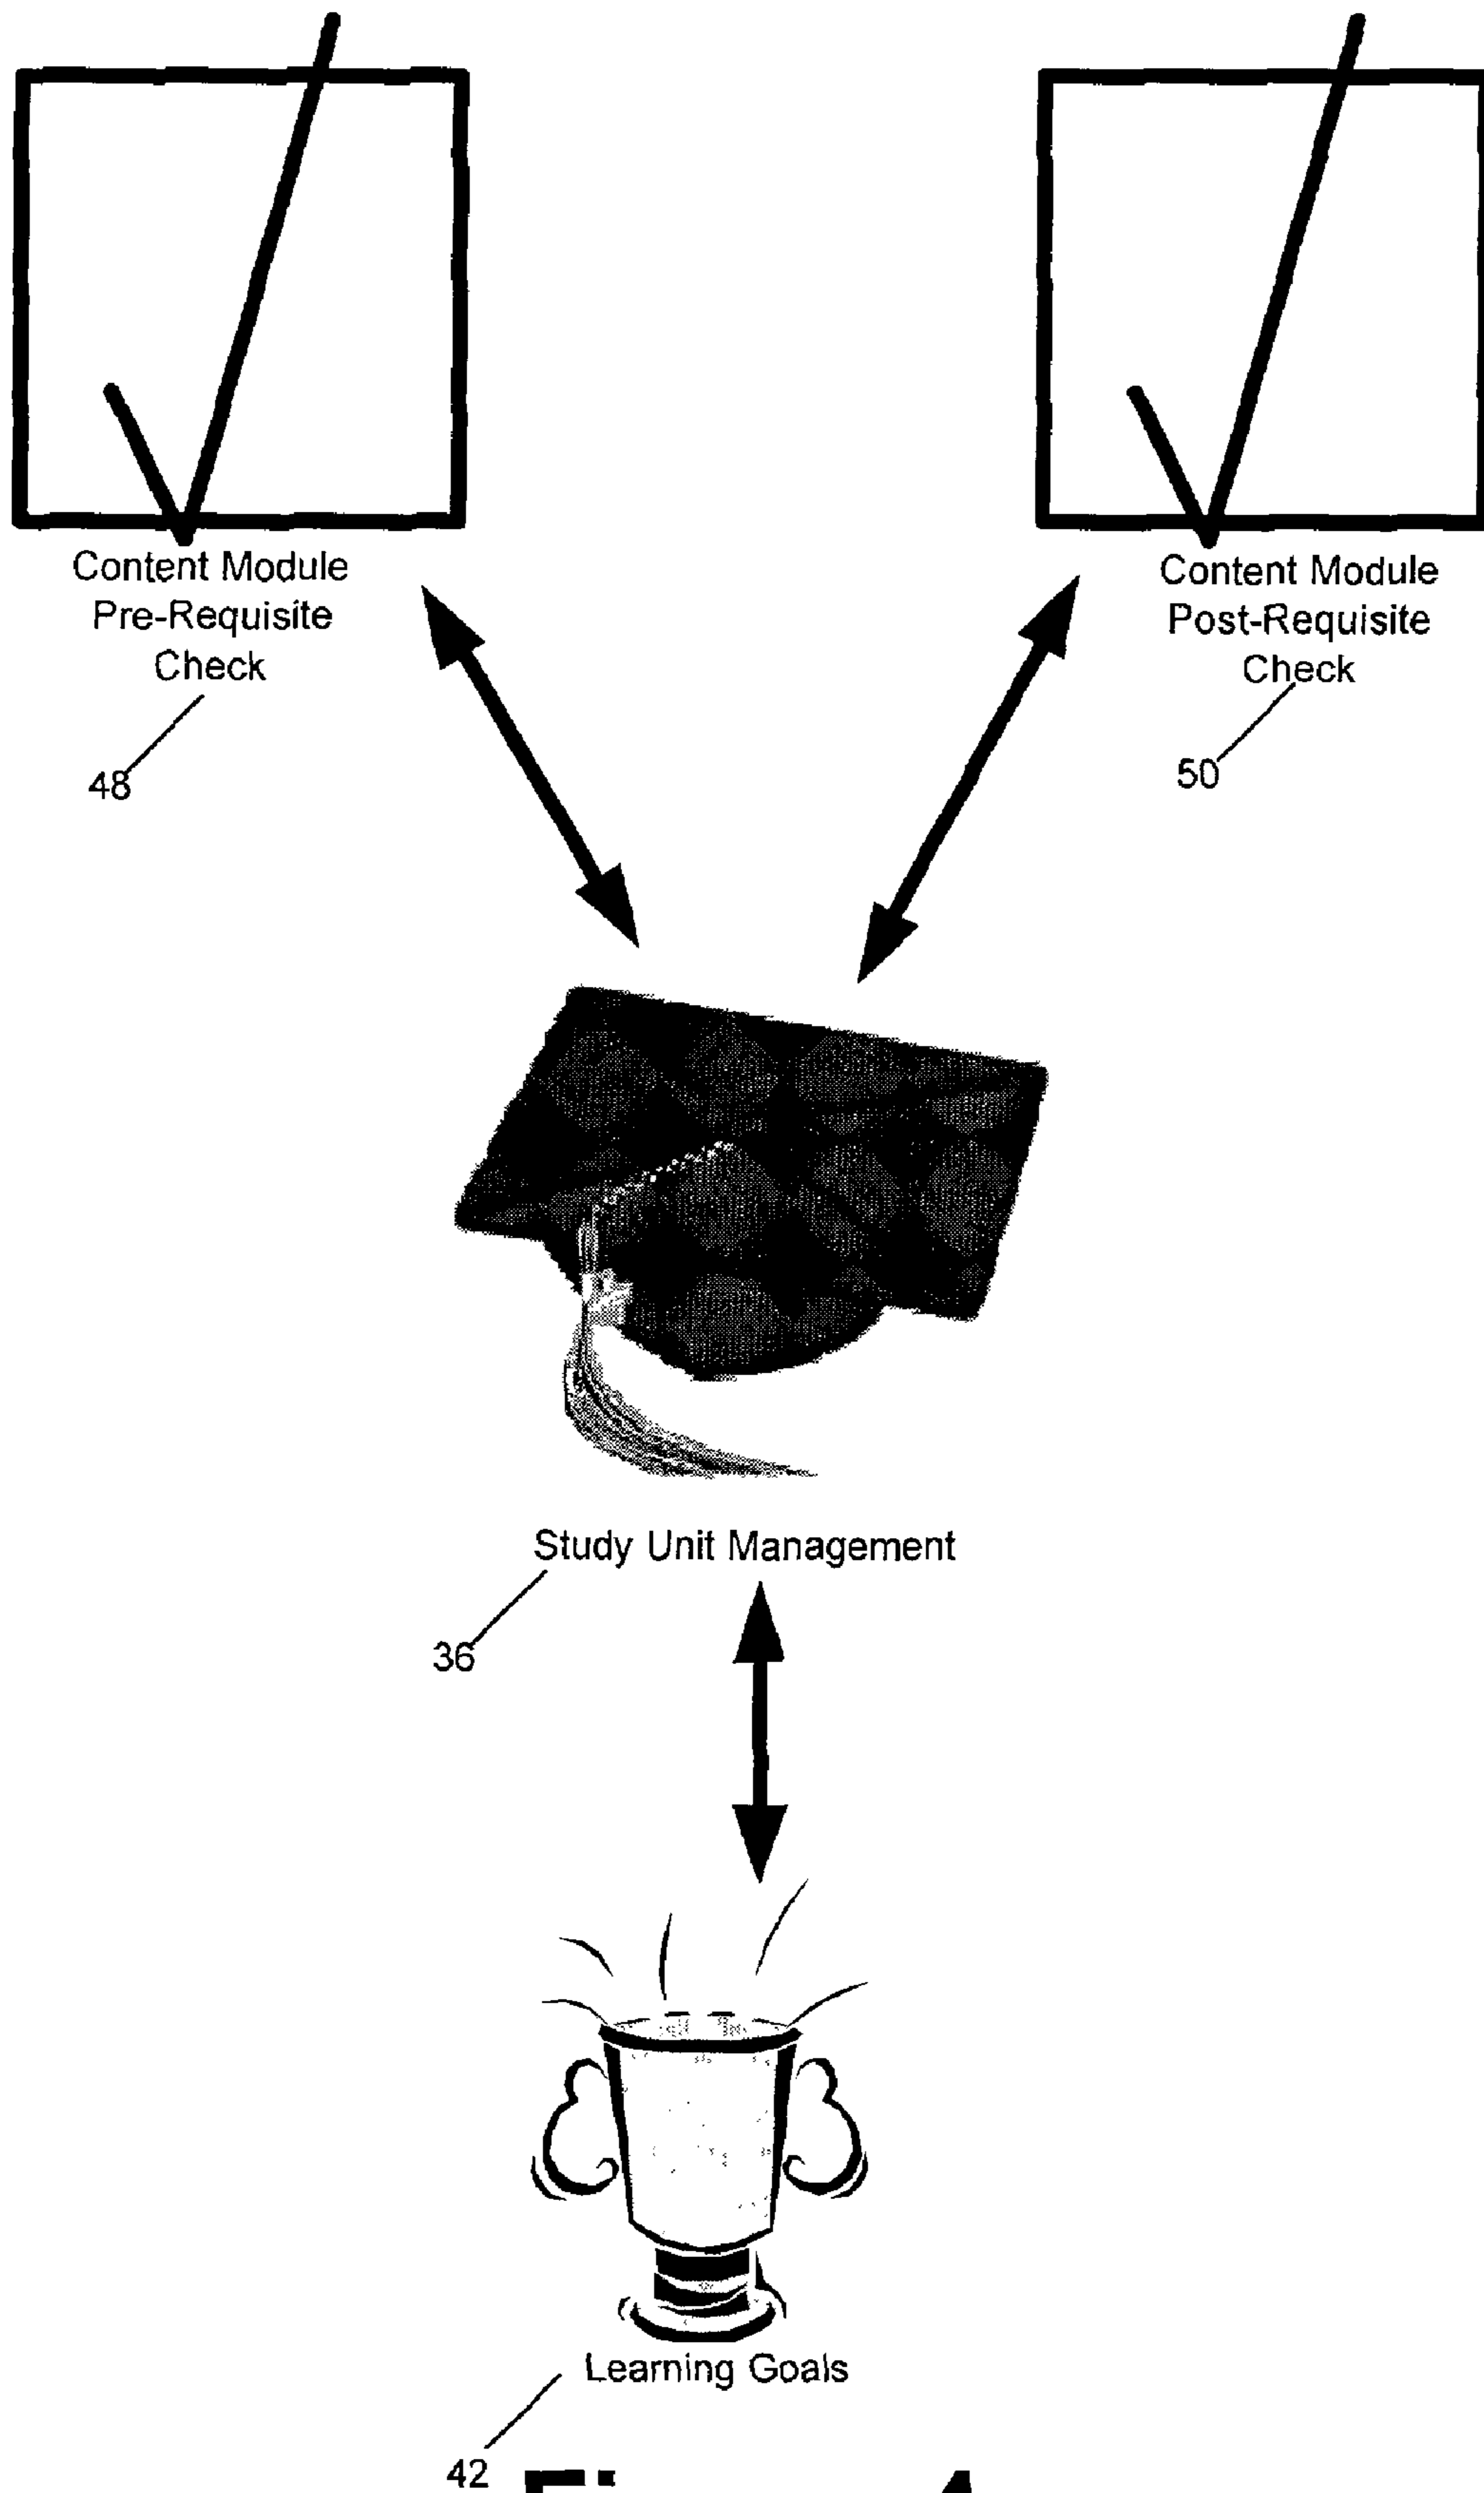 Content Module
Pre-Requisite
Check
48
Content Module
Post-Requisite
Check
50
Study Unit Management
36
Learning Goals
42